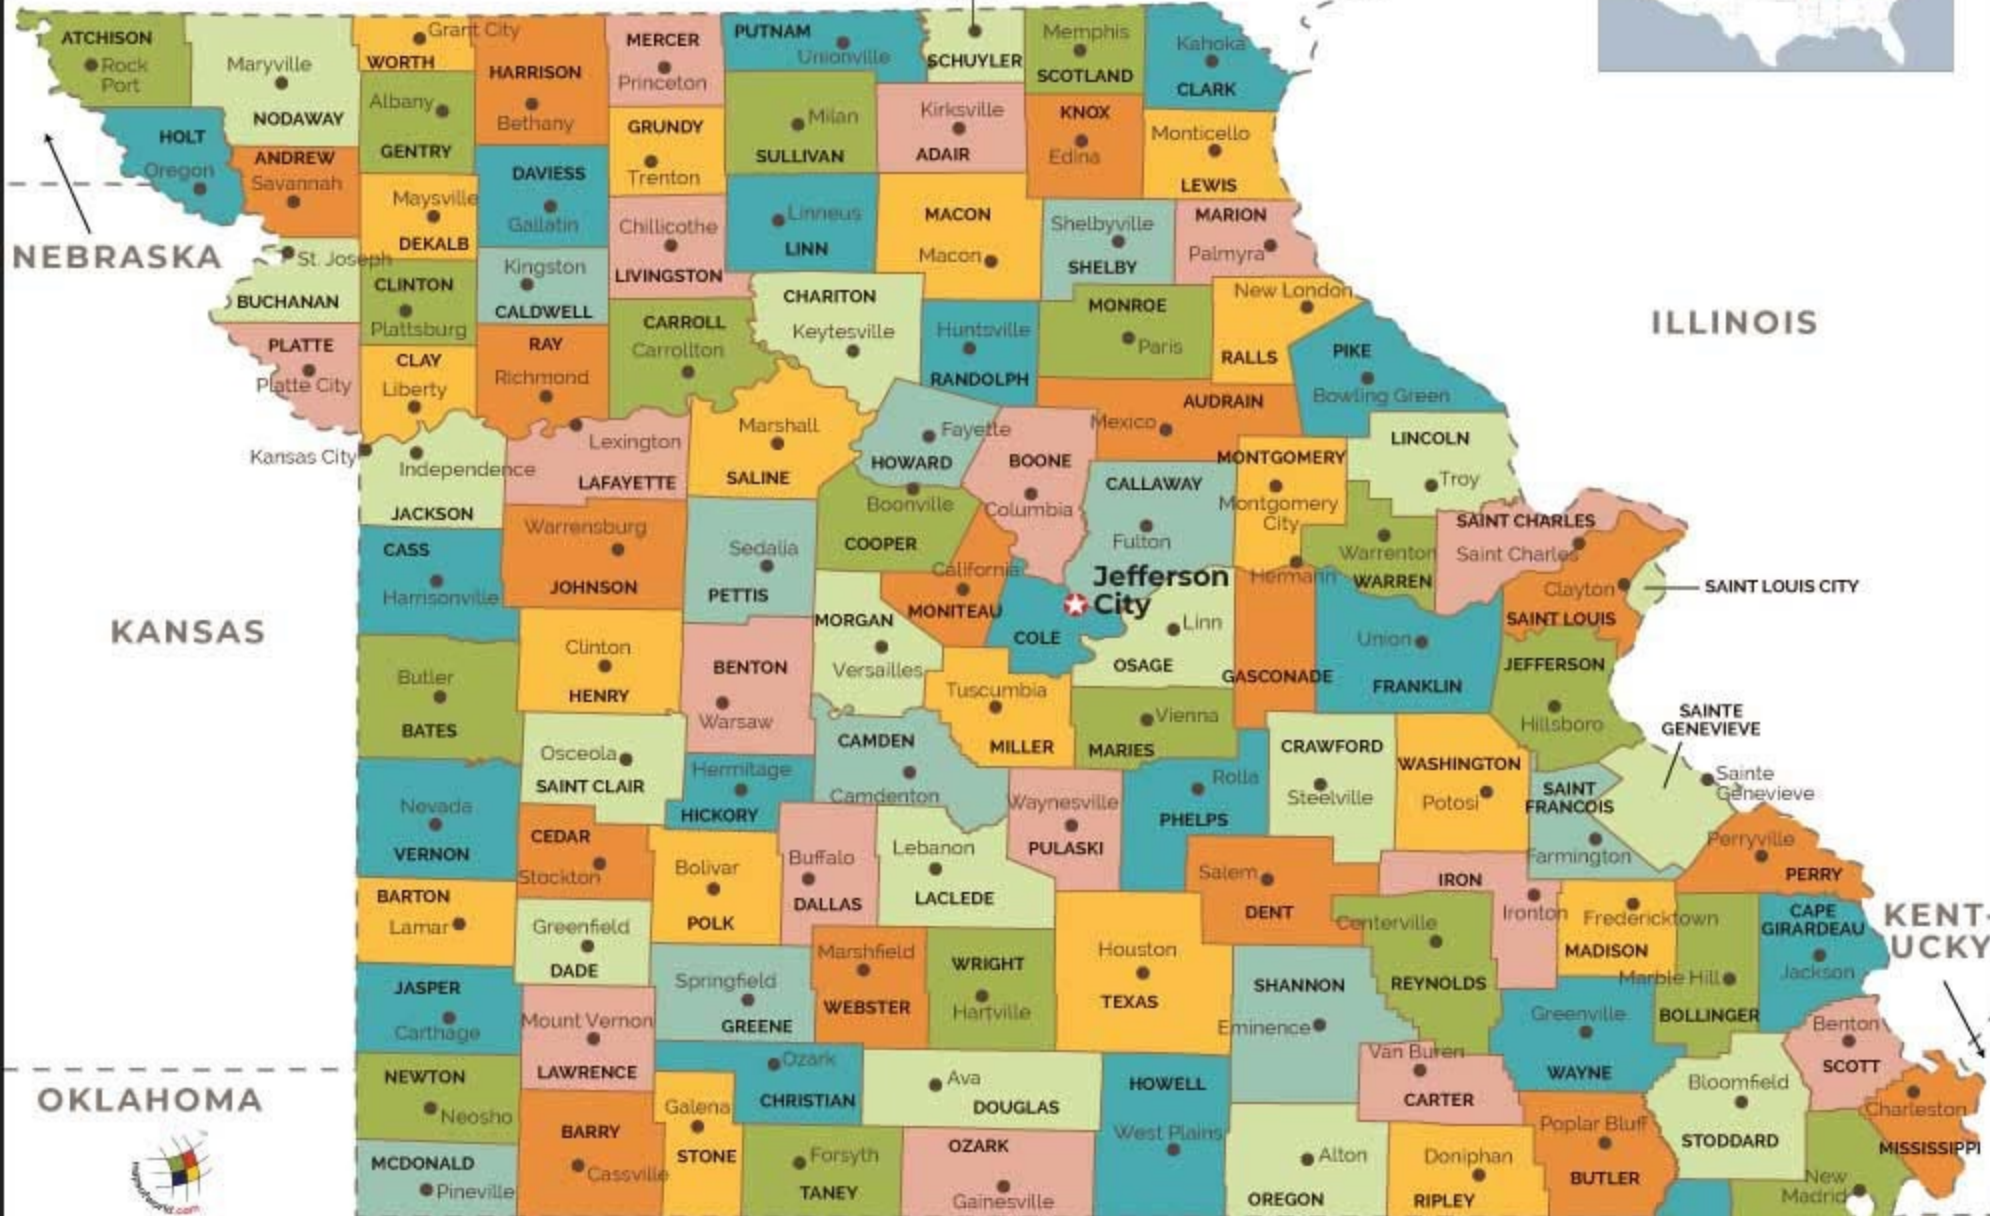 ATCHISON
Rock
Port
Maryville
NODAWAY
Grant City
WORTH
HARRISON
Bethany
MERCER
Princeton
PUTNAM
Unionville
SCHUYLER
Memphis
SCOTLAND
Kahoka
CLARK
HOLT
Oregon
ANDREW
Savannah
Albany
GENTRY
DAVIESS
Gallatin
GRUNDY
Trenton
Milan
SULLIVAN
Kirksville
ADAIR
KNOX
Edina
Monticello
LEWIS
NEBRASKA
Maysville
DEKALB
St. Joseph
BUCHANAN
CLINTON
Plattsburg
Kingston
CALDWELL
Chillicothe
LIVINGSTON
Linneus
LINN
MACON
Macon
Shelbyville
SHELBY
MARION
Palmyra
PLATTE
Platte City
CLAY
Liberty
RAY
Richmond
CARROLL
Carrollton
CHARITON
Keytesville
Huntsville
RANDOLPH
MONROE
Paris
New London
RALLS
PIKE
Bowling Green
ILLINOIS
Kansas City
Independence
JACKSON
Lexington
LAFAYETTE
Marshall
SALINE
Fayette
HOWARD
BOONE
Columbia
AUDRAIN
Mexico
CALLAWAY
Fulton
MONTGOMERY
Montgomery
City
LINCOLN
Troy
Warrenton
WARREN
SAINT CHARLES
Saint Charles
CASS
Harrisonville
Warrensburg
JOHNSON
Sedalia
PETTIS
Boonville
COOPER
California
MONITEAU
Jefferson
City
COLE
Hermann
Clayton
SAINT LOUIS
SAINT LOUIS CITY
KANSAS
Clinton
HENRY
BENTON
Warsaw
MORGAN
Versailles
Tuscumbia
MILLER
Linn
OSAGE
GASCONADE
Union
FRANKLIN
JEFFERSON
Hillsboro
Butler
BATES
Osceola
SAINT CLAIR
Hermitage
HICKORY
CAMDEN
Camdenton
Vienna
MARIES
Waynesville
PULASKI
Rolla
PHELPS
CRAWFORD
Steelville
WASHINGTON
Potosi
SAINT
FRANCOIS
Farmington
SAINTE
GENEVIEVE
Sainte
Genevieve
Nevada
VERNON
CEDAR
Stockton
Bolivar
POLK
Buffalo
DALLAS
Lebanon
LACLEDE
Salem
DENT
IRON
Ironton
Perryville
PERRY
BARTON
Lamar
Greenfield
DADE
Springfield
GREENE
Marshfield
WEBSTER
WRIGHT
Hartville
Houston
TEXAS
SHANNON
Eminence
Centerville
REYNOLDS
Fredericktown
MADISON
Marble Hill
BOLLINGER
CAPE
GIRARDEAU
Jackson
KENT-
UCKY
JASPER
Carthage
Mount Vernon
LAWRENCE
Ozark
CHRISTIAN
Ava
DOUGLAS
HOWELL
West Plains
Van Buren
CARTER
Greenville
WAYNE
Benton
SCOTT
OKLAHOMA
NEWTON
Neosho
BARRY
Cassville
Galena
STONE
Forsyth
TANEY
OZARK
Gainesville
Alton
OREGON
Doniphan
RIPLEY
Poplar Bluff
BUTLER
Bloomfield
STODDARD
Charleston
MISSISSIPPI
New
Madrid
MCDONALD
Pineville
mapsofworld.com